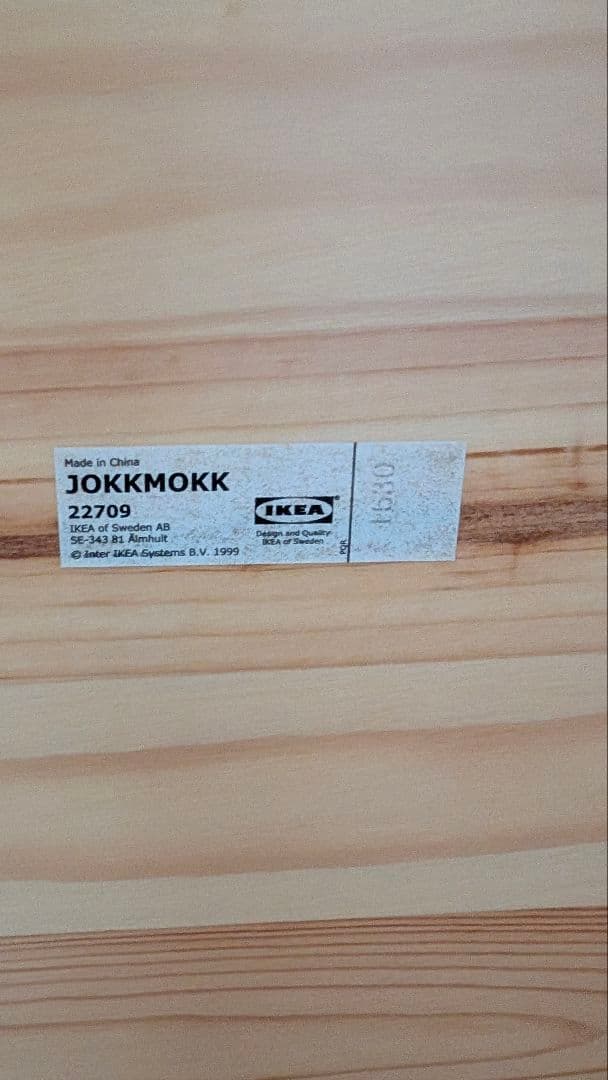 Made in China
JOKKMOKK
22709
IKEA of Sweden AB
SE-343 81 Älmhult
© Inter IKEA Systems B.V. 1999
IKEA®
Design and Quality
IKEA of Sweden
PQR